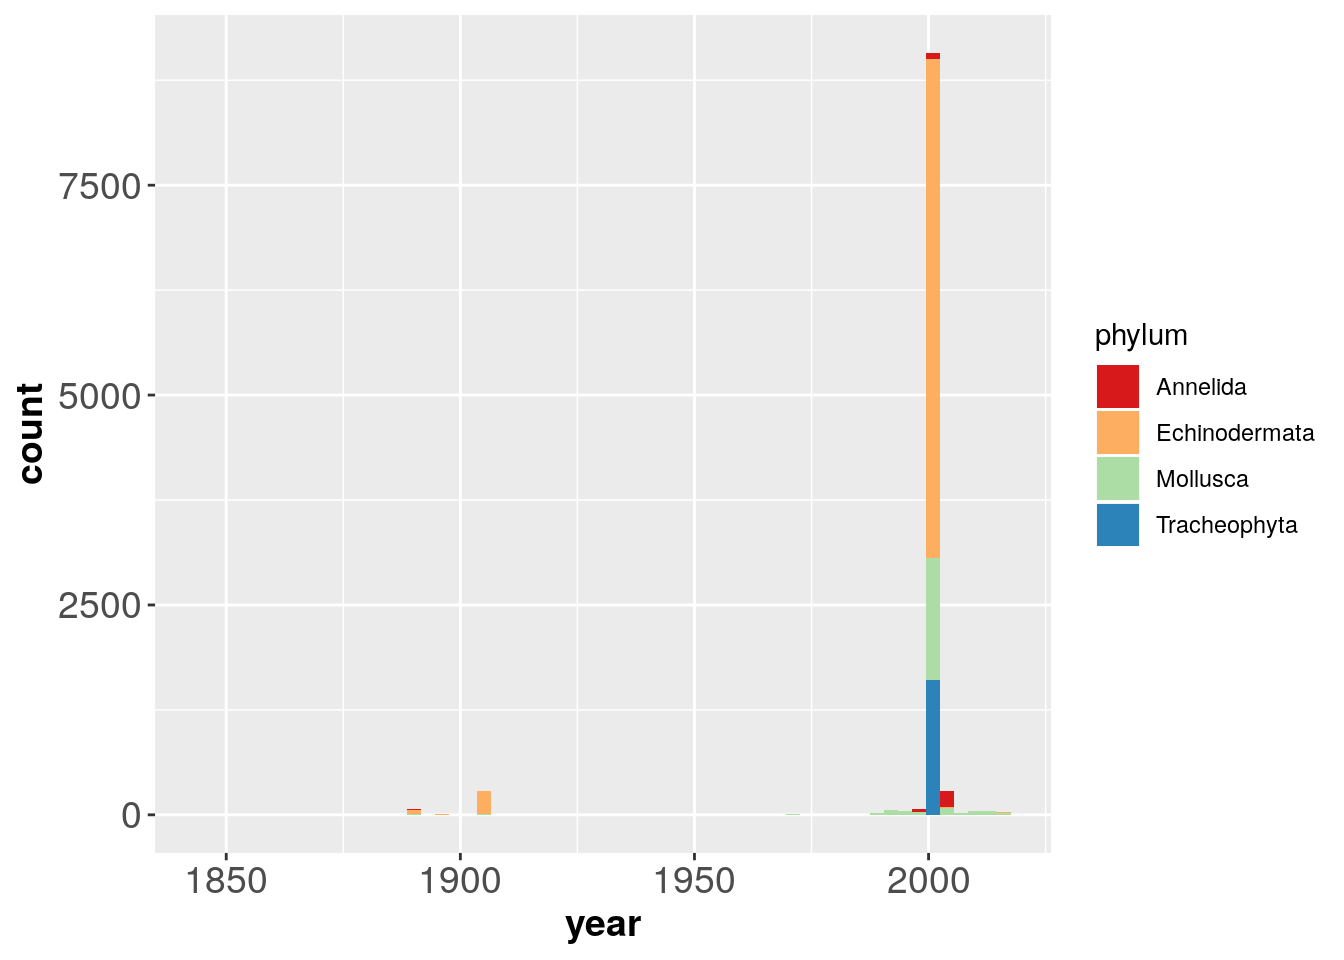 7500
5000
2500
0
count
1850 1900 1950 2000
year
phylum
Annelida
Echinodermata
Mollusca
Tracheophyta